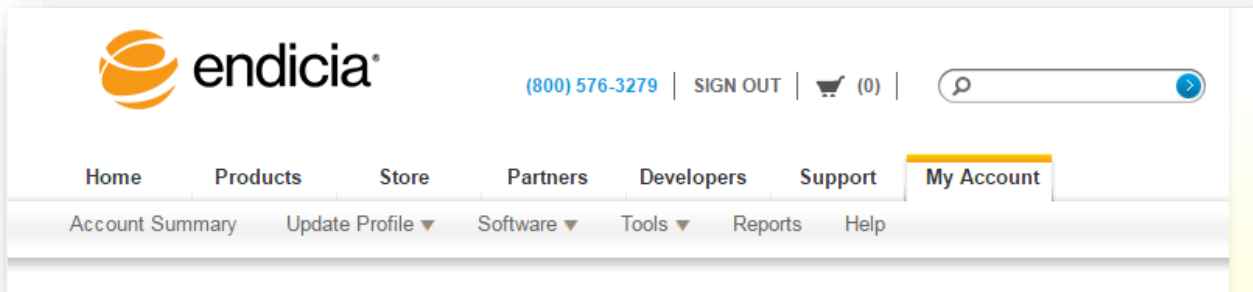 endicia®
(800) 576-3279 SIGN OUT (0)
Home Products Store Partners Developers Support My Account
Account Summary Update Profile Software Tools Reports Help